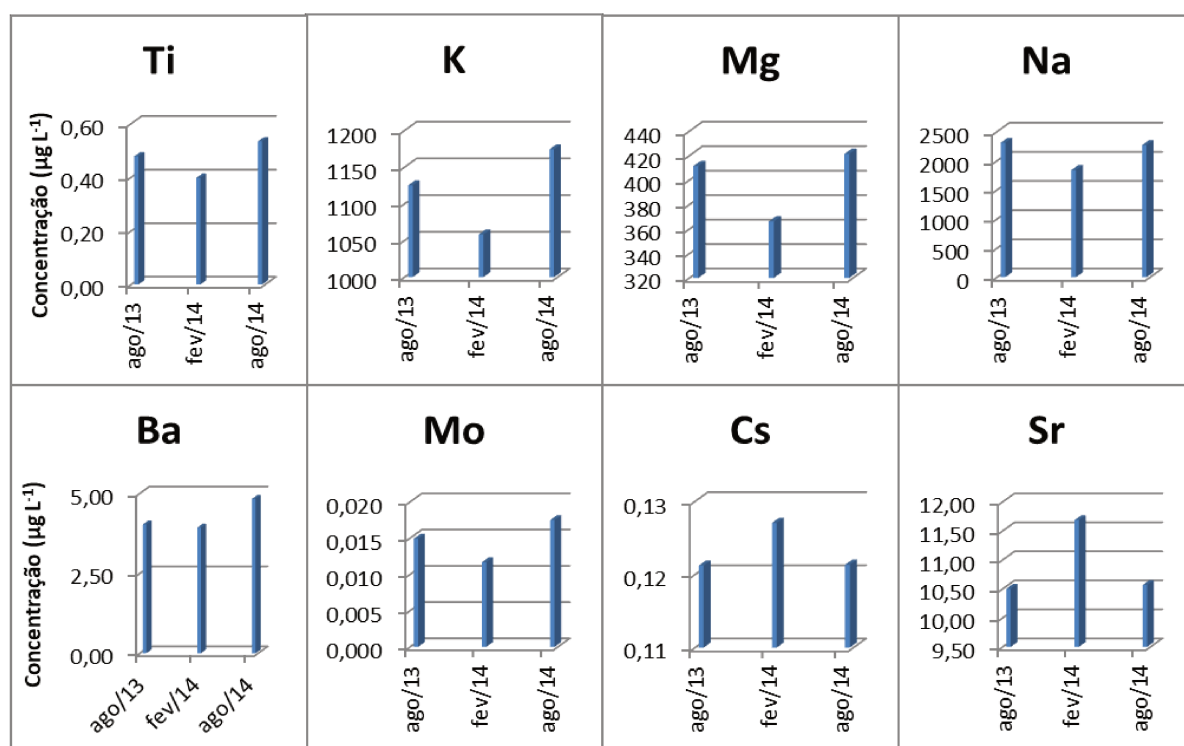 Ti
Concentração (µg L-1)
0,60
0,40
0,20
0,00
ago/13
fev/14
ago/14
K
1200
1150
1100
1050
1000
ago/13
fev/14
ago/14
Mg
440
420
400
380
360
340
320
ago/13
fev/14
ago/14
Na
2500
2000
1500
1000
500
0
ago/13
fev/14
ago/14
Ba
Concentração (µg L-1)
5,00
2,50
0,00
ago/13
fev/14
ago/14
Mo
0,020
0,015
0,010
0,005
0,000
ago/13
fev/14
ago/14
Cs
0,13
0,12
0,11
ago/13
fev/14
ago/14
Sr
12,00
11,50
11,00
10,50
10,00
9,50
ago/13
fev/14
ago/14